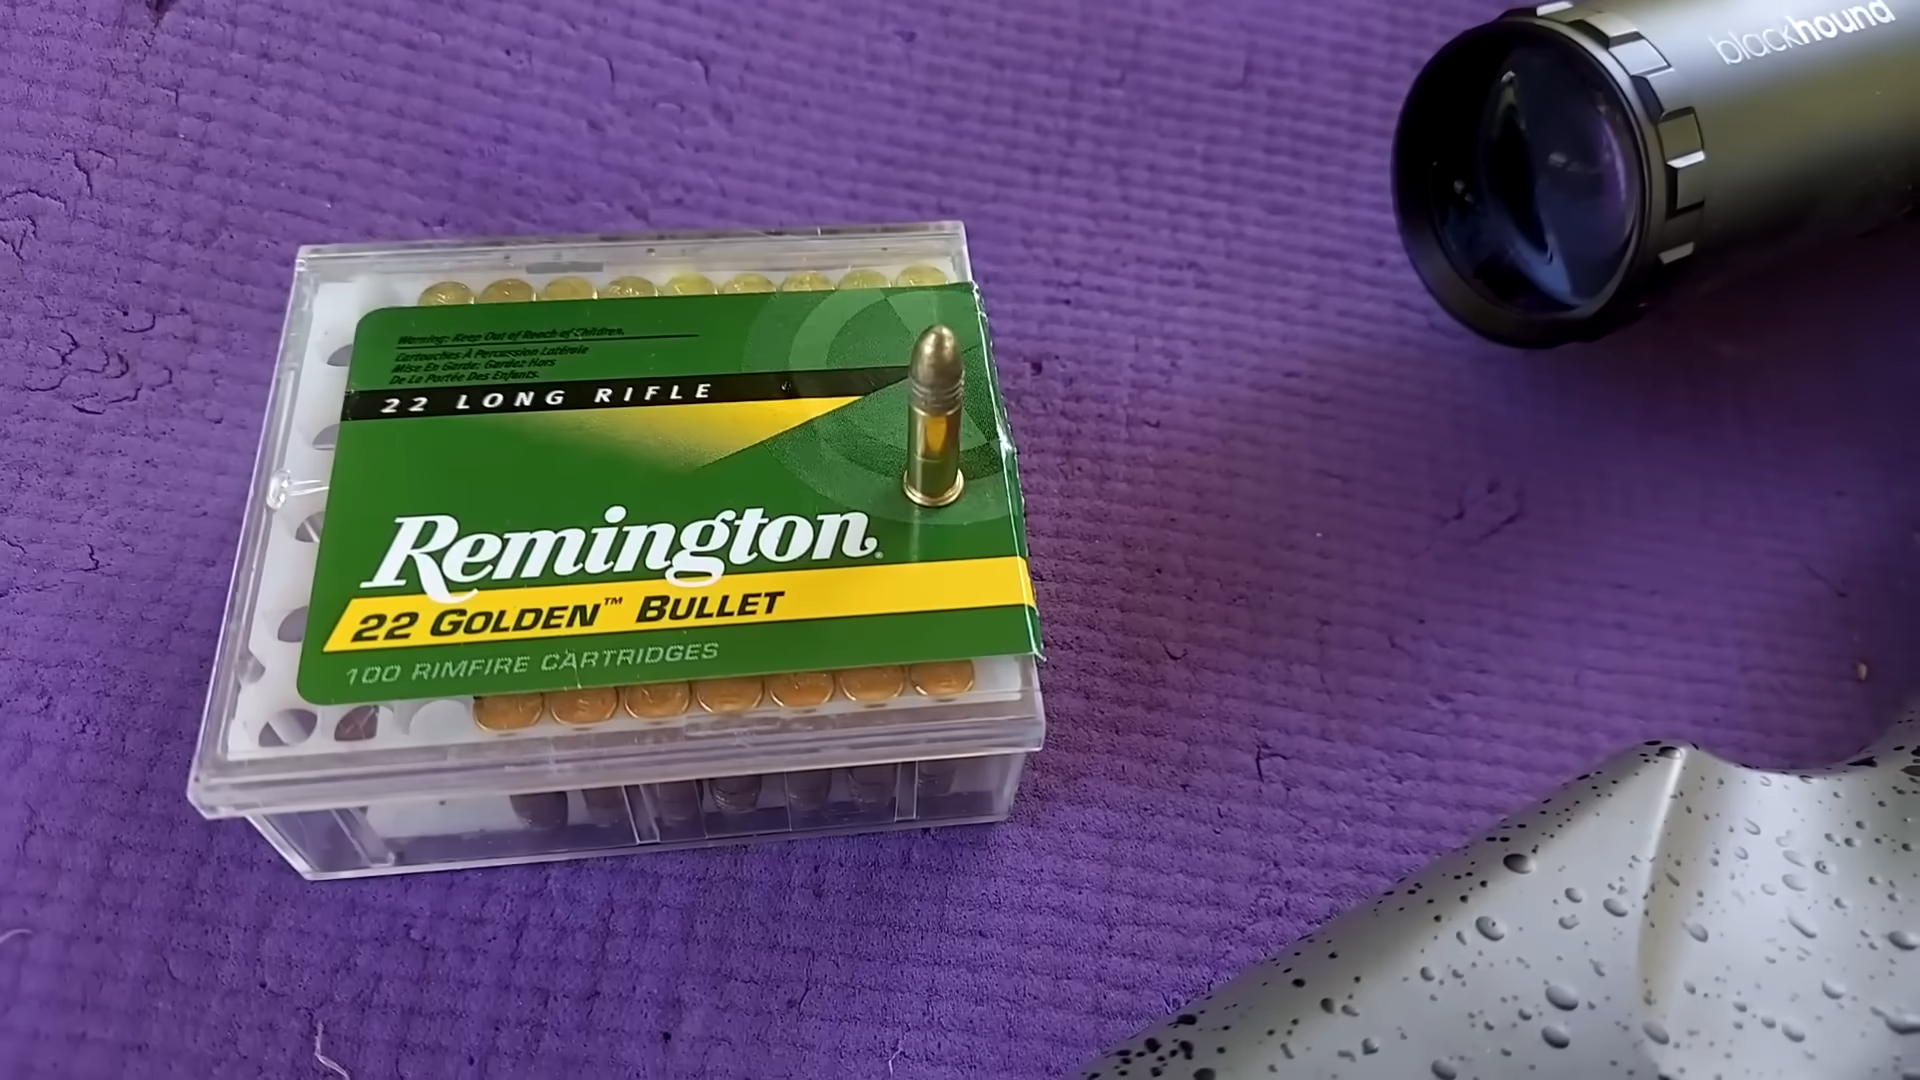 blackhound
Warning: Keep Out of Reach of Children.
Cartouches À Percussion Latérale
Mise En Garde: Gardez Hors
De La Portée Des Enfants.
22 LONG RIFLE
Remington
22 GOLDEN™ BULLET
100 RIMFIRE CARTRIDGES